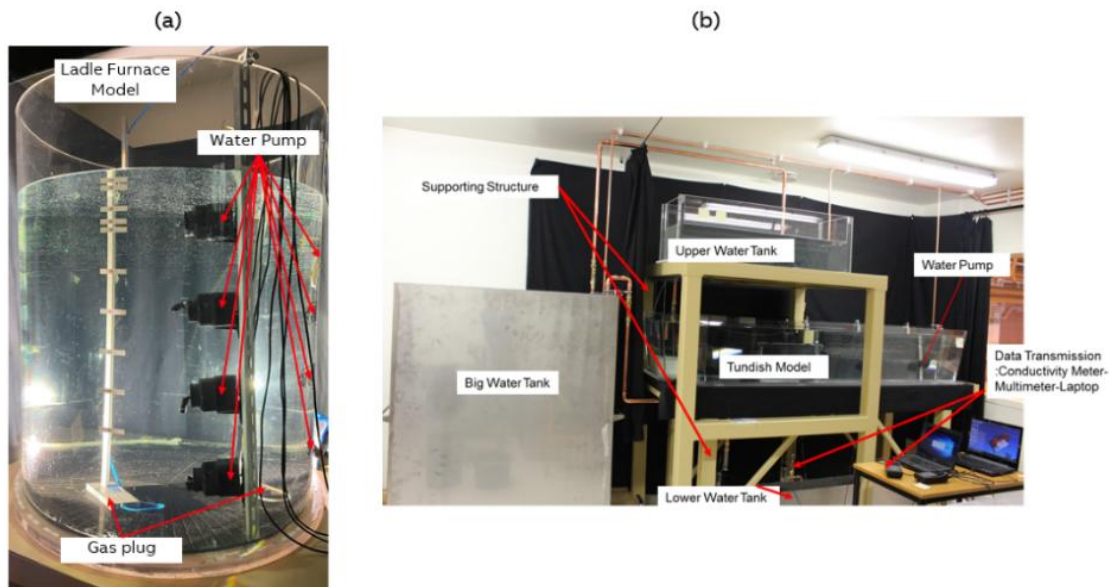 (a)
Ladle Furnace
Model
Water Pump
Gas plug
(b)
Supporting Structure
Upper Water Tank
Water Pump
Big Water Tank
Tundish Model
Data Transmission
:Conductivity Meter-
Multimeter-Laptop
Lower Water Tank